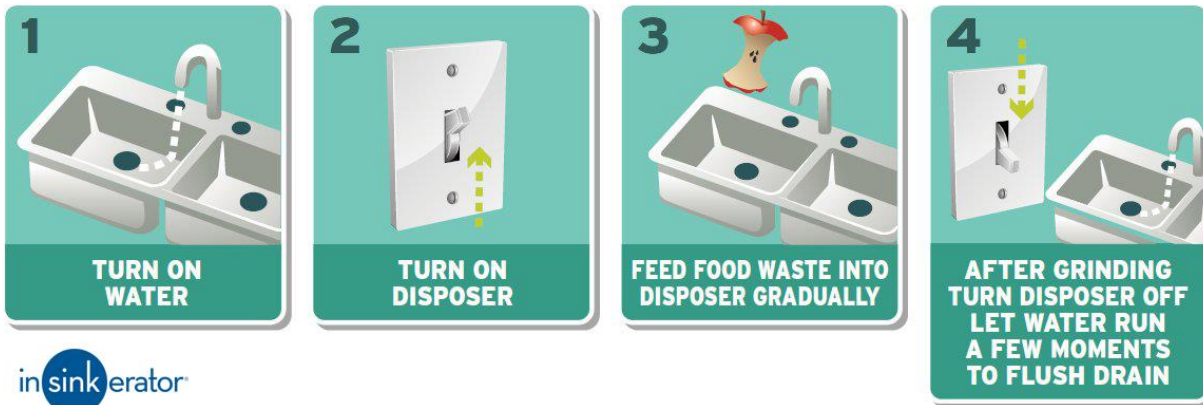 1
TURN ON
WATER
2
TURN ON
DISPOSER
3
FEED FOOD WASTE INTO
DISPOSER GRADUALLY
4
AFTER GRINDING
TURN DISPOSER OFF
LET WATER RUN
A FEW MOMENTS
TO FLUSH DRAIN
insinkerator